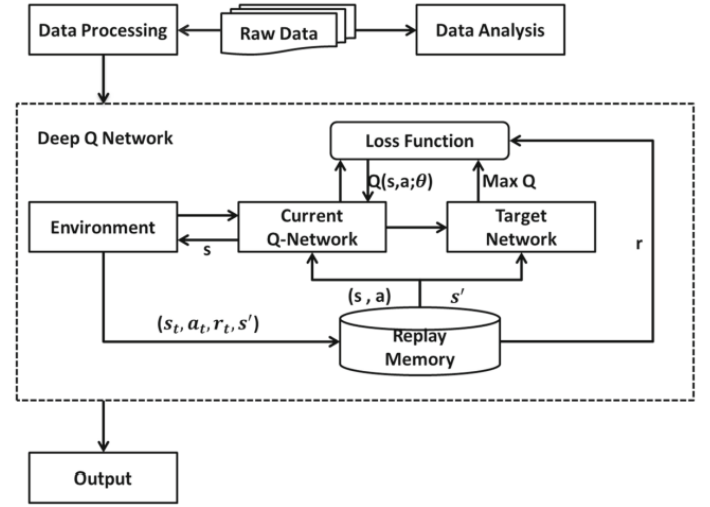 Data Processing
Raw Data
Data Analysis
Deep Q Network
Loss Function
Q(s,a;θ)
Max Q
Environment
Current
Q-Network
Target
Network
s
r
(s , a)
s′
(sₜ, aₜ, rₜ, s′)
Replay
Memory
Output